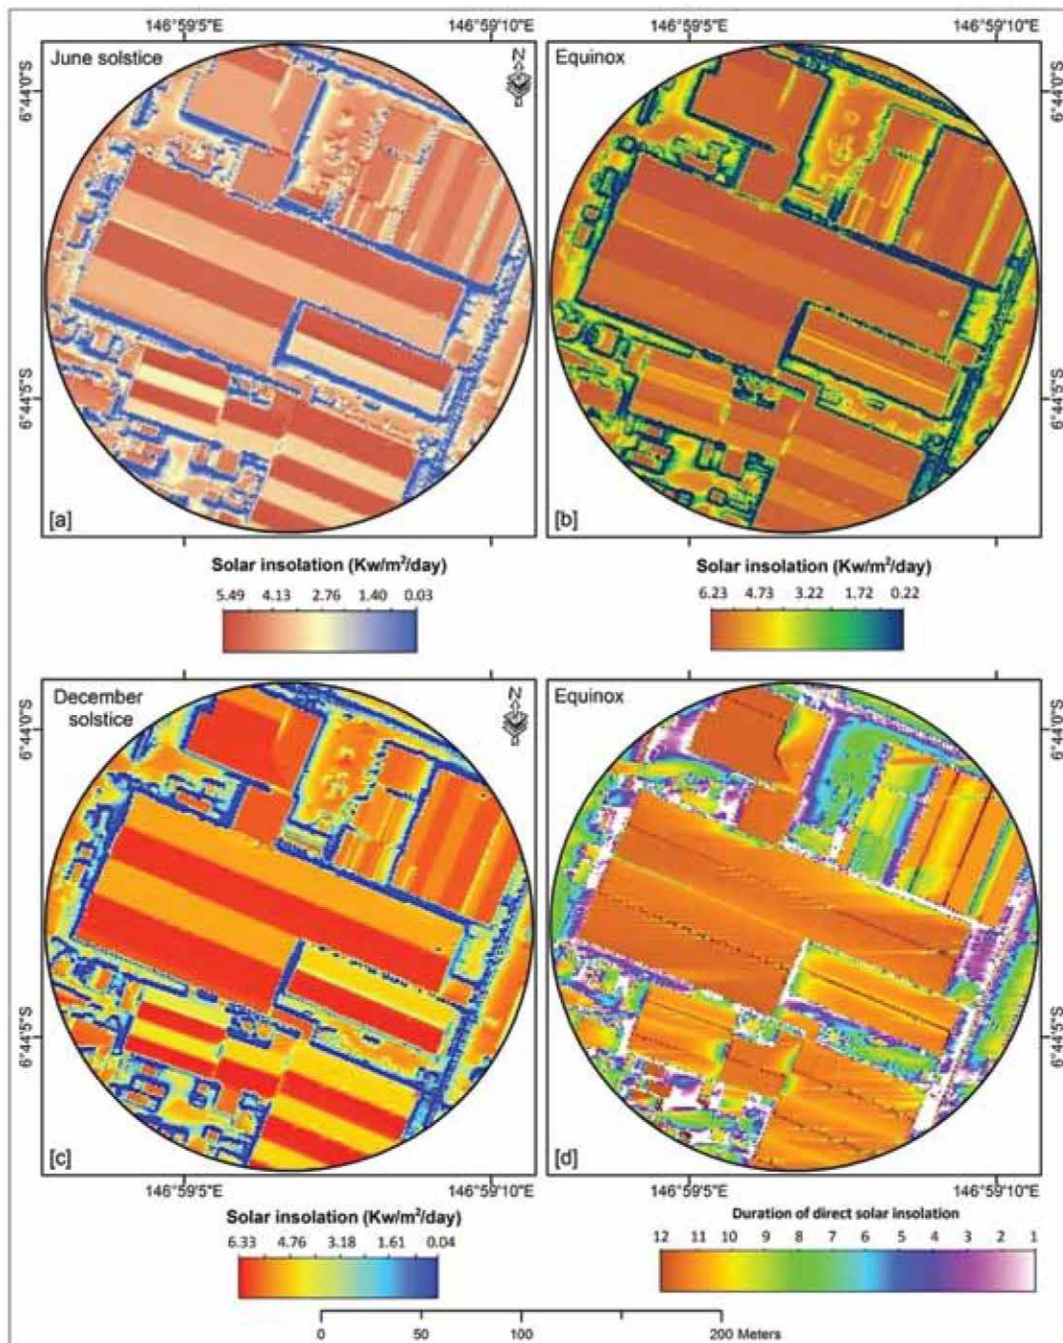 146°59'5"E 146°59'10"E 146°59'5"E 146°59'10"E
June solstice N Equinox
6°44'0"S 6°44'0"S
6°44'5"S 6°44'5"S
[a] [b]
Solar insolation (Kw/m²/day) Solar insolation (Kw/m²/day)
5.49 4.13 2.76 1.40 0.03 6.23 4.73 3.22 1.72 0.22
December
solstice N Equinox
6°44'0"S 6°44'0"S
6°44'5"S 6°44'5"S
[c] [d]
146°59'5"E 146°59'10"E 146°59'5"E 146°59'10"E
Solar insolation (Kw/m²/day) Duration of direct solar insolation
6.33 4.76 3.18 1.61 0.04 12 11 10 9 8 7 6 5 4 3 2 1
0 50 100 200 Meters